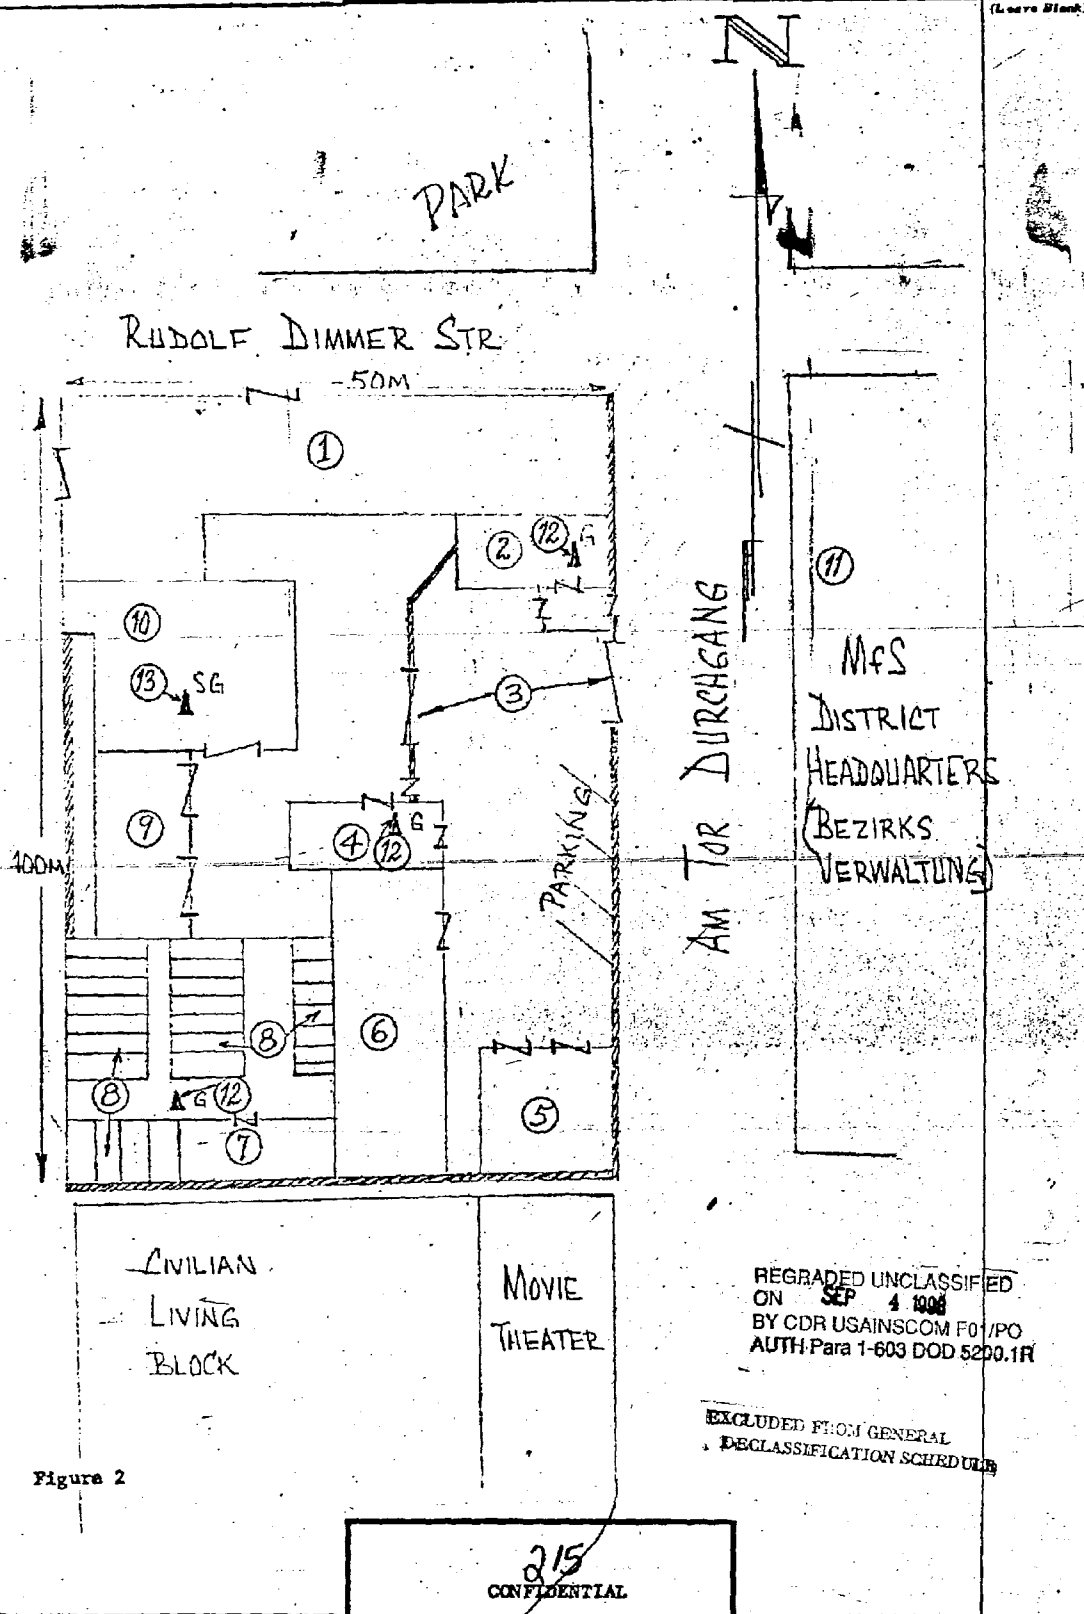 (Leave Blank)
N
PARK
RUDOLF DIMMER STR.
50M
1
2
12
G
11
10
13
SG
3
MfS
DISTRICT
HEADQUARTERS
(BEZIRKS
VERWALTUNG)
AM TOR DURCHGANG
9
4
12
G
100M
PARKING
8
6
8
G
12
7
5
CIVILIAN
LIVING
BLOCK
MOVIE
THEATER
REGRADED UNCLASSIFIED
ON SEP 4 1998
BY CDR USAINSCOM F01/PO
AUTH Para 1-603 DOD 5200.1R
EXCLUDED FROM GENERAL
DECLASSIFICATION SCHEDULE
Figure 2
215
CONFIDENTIAL